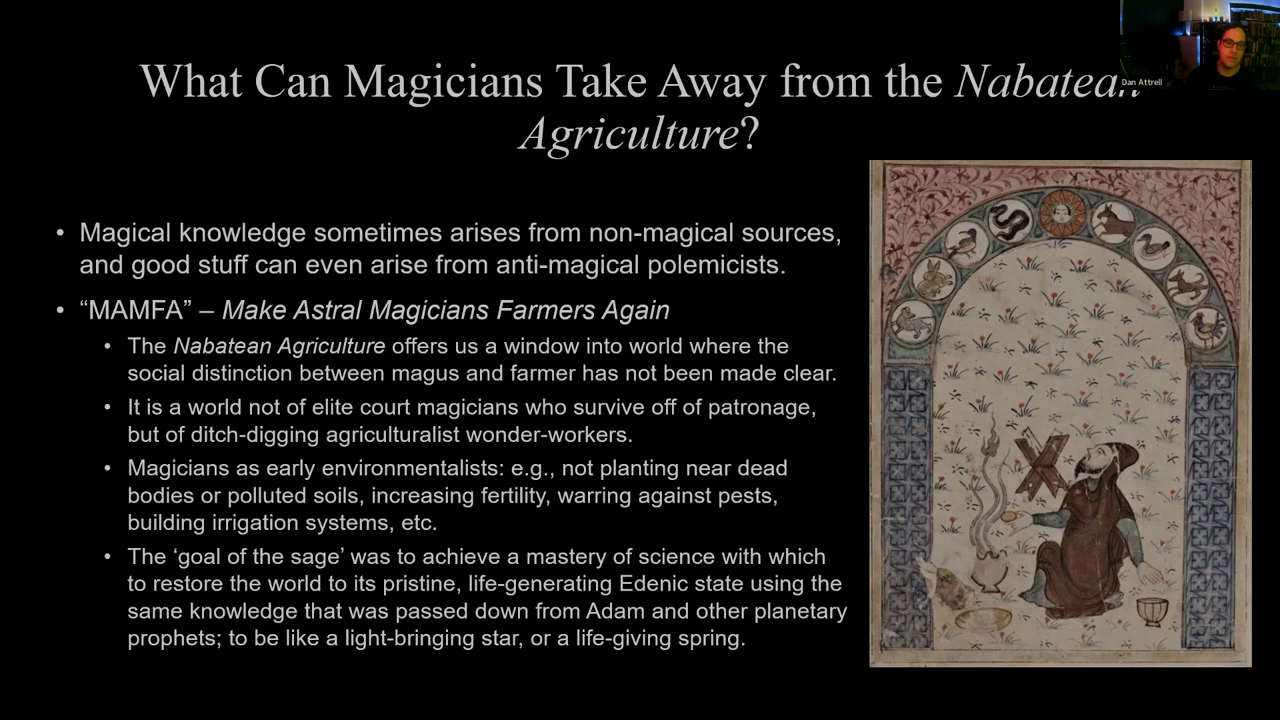 What Can Magicians Take Away from the Nabatean
Agriculture?
Dan Attrell
• Magical knowledge sometimes arises from non-magical sources,
and good stuff can even arise from anti-magical polemicists.
• “MAMFA” – Make Astral Magicians Farmers Again
• The Nabatean Agriculture offers us a window into world where the
social distinction between magus and farmer has not been made clear.
• It is a world not of elite court magicians who survive off of patronage,
but of ditch-digging agriculturalist wonder-workers.
• Magicians as early environmentalists: e.g., not planting near dead
bodies or polluted soils, increasing fertility, warring against pests,
building irrigation systems, etc.
• The ‘goal of the sage’ was to achieve a mastery of science with which
to restore the world to its pristine, life-generating Edenic state using the
same knowledge that was passed down from Adam and other planetary
prophets; to be like a light-bringing star, or a life-giving spring.